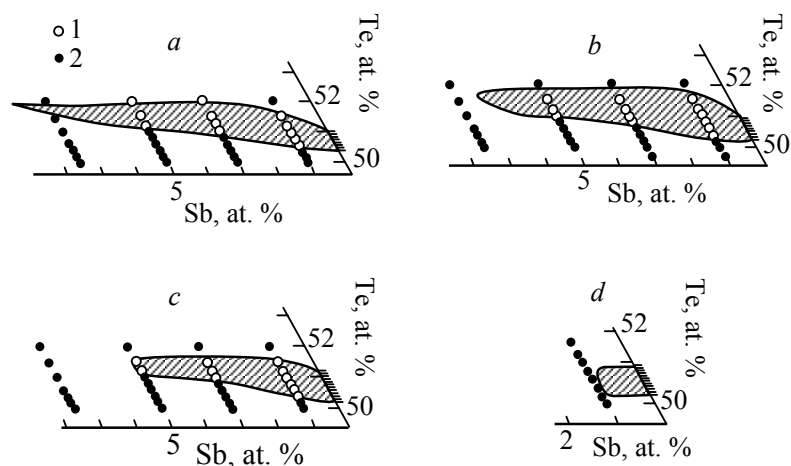 1
2
a
Te, at. %
52
50
5
Sb, at. %
b
Te, at. %
52
50
5
Sb, at. %
c
Te, at. %
52
50
5
Sb, at. %
d
Te, at. %
52
50
2
Sb, at. %